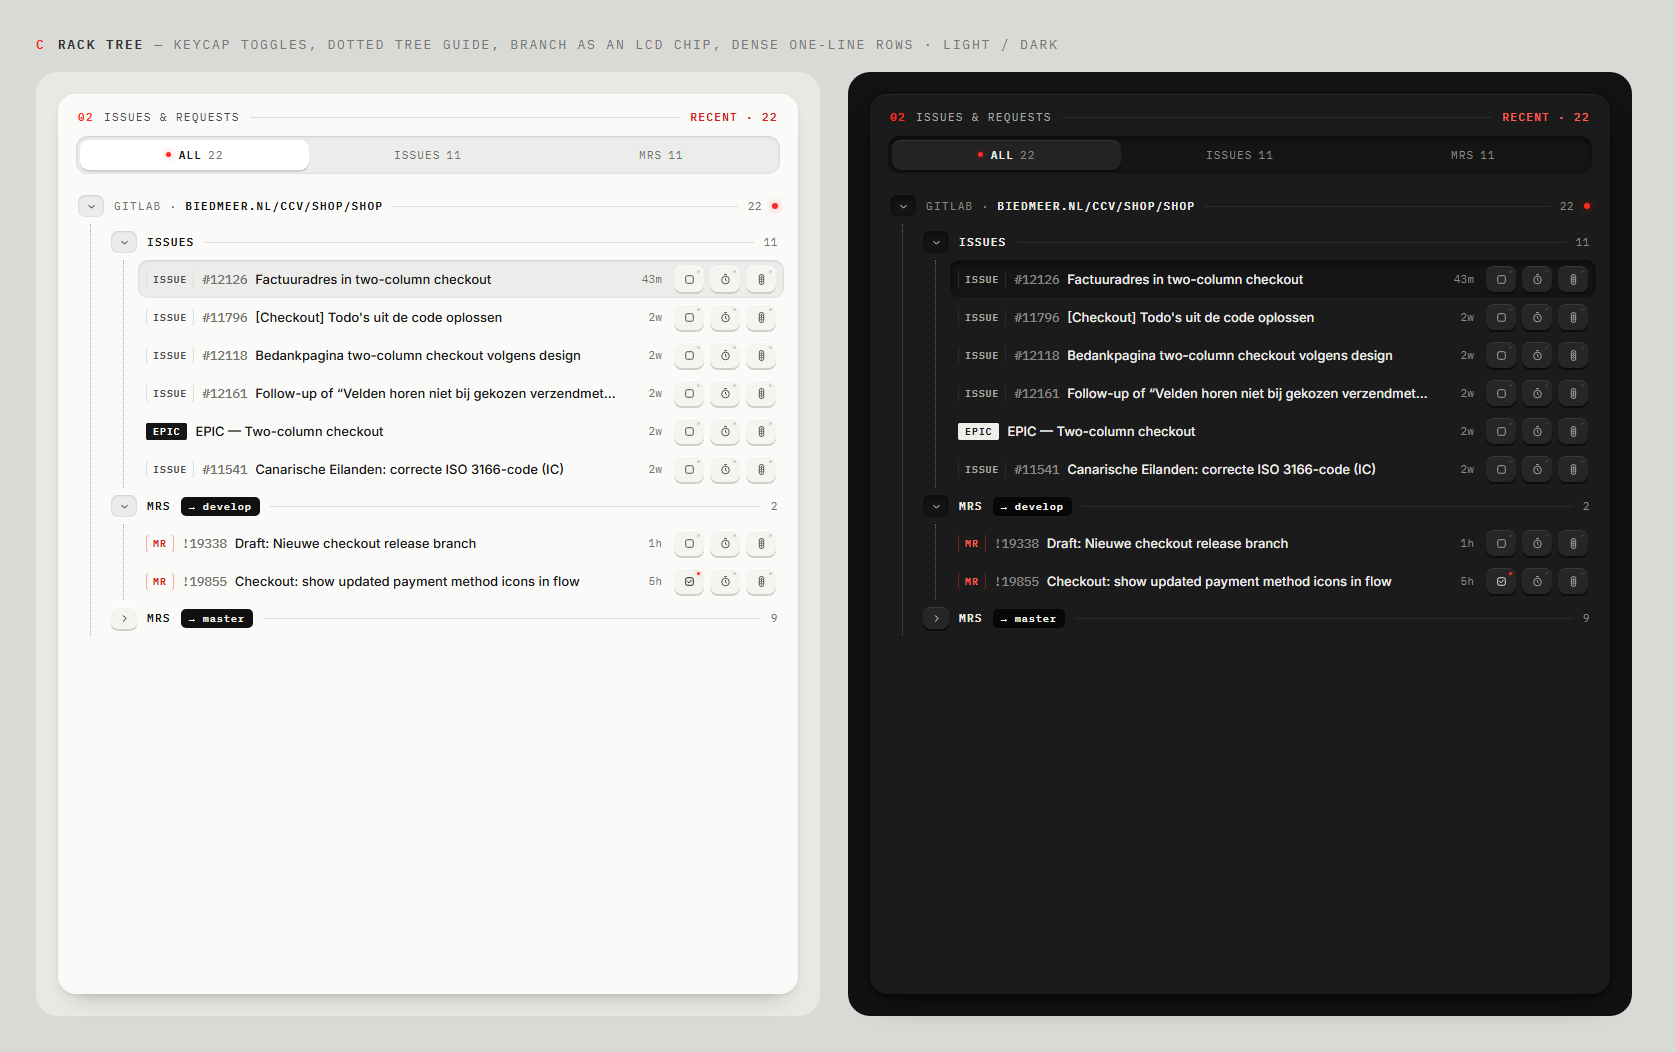 C RACK TREE — KEYCAP TOGGLES, DOTTED TREE GUIDE, BRANCH AS AN LCD CHIP, DENSE ONE-LINE ROWS · LIGHT / DARK
02 ISSUES & REQUESTS RECENT · 22
ALL 22 ISSUES 11 MRS 11
GITLAB · BIEDMEER.NL/CCV/SHOP/SHOP 22
ISSUES 11
ISSUE #12126 Factuuradres in two-column checkout 43m
ISSUE #11796 [Checkout] Todo's uit de code oplossen 2w
ISSUE #12118 Bedankpagina two-column checkout volgens design 2w
ISSUE #12161 Follow-up of “Velden horen niet bij gekozen verzendmet... 2w
EPIC EPIC — Two-column checkout 2w
ISSUE #11541 Canarische Eilanden: correcte ISO 3166-code (IC) 2w
MRS → develop 2
MR !19338 Draft: Nieuwe checkout release branch 1h
MR !19855 Checkout: show updated payment method icons in flow 5h
MRS → master 9
02 ISSUES & REQUESTS RECENT · 22
ALL 22 ISSUES 11 MRS 11
GITLAB · BIEDMEER.NL/CCV/SHOP/SHOP 22
ISSUES 11
ISSUE #12126 Factuuradres in two-column checkout 43m
ISSUE #11796 [Checkout] Todo's uit de code oplossen 2w
ISSUE #12118 Bedankpagina two-column checkout volgens design 2w
ISSUE #12161 Follow-up of “Velden horen niet bij gekozen verzendmet... 2w
EPIC EPIC — Two-column checkout 2w
ISSUE #11541 Canarische Eilanden: correcte ISO 3166-code (IC) 2w
MRS → develop 2
MR !19338 Draft: Nieuwe checkout release branch 1h
MR !19855 Checkout: show updated payment method icons in flow 5h
MRS → master 9